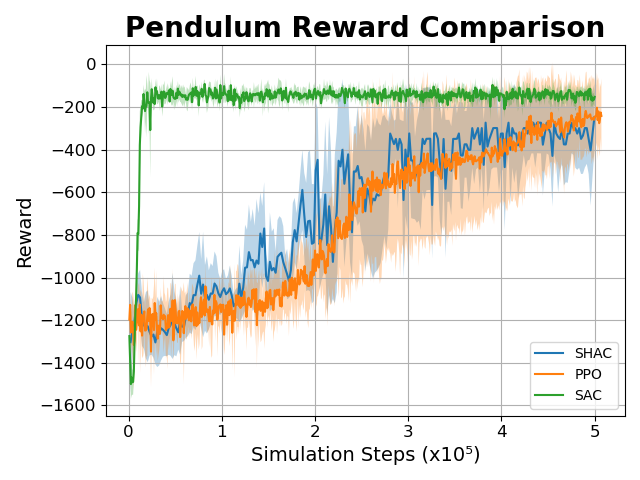 Pendulum Reward Comparison
0
−200
−400
−600
−800
−1000
−1200
−1400
−1600
Reward
0 1 2 3 4 5
Simulation Steps (x10⁵)
SHAC
PPO
SAC